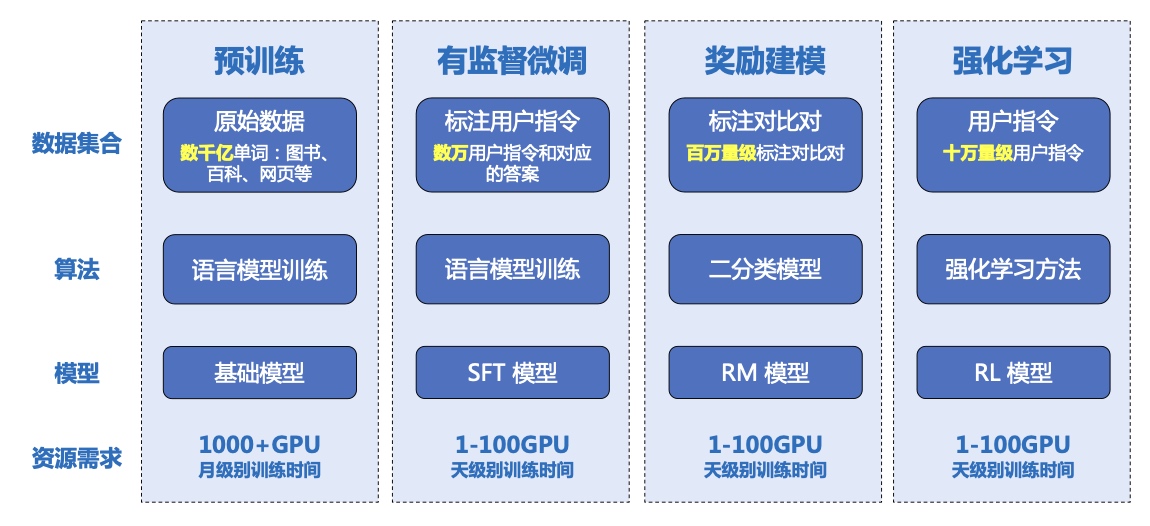 预训练
有监督微调
奖励建模
强化学习
数据集合
原始数据
数千亿单词：图书、
百科、网页等
标注用户指令
数万用户指令和对应
的答案
标注对比对
百万量级标注对比对
用户指令
十万量级用户指令
算法
语言模型训练
语言模型训练
二分类模型
强化学习方法
模型
基础模型
SFT 模型
RM 模型
RL 模型
资源需求
1000+GPU
月级别训练时间
1-100GPU
天级别训练时间
1-100GPU
天级别训练时间
1-100GPU
天级别训练时间